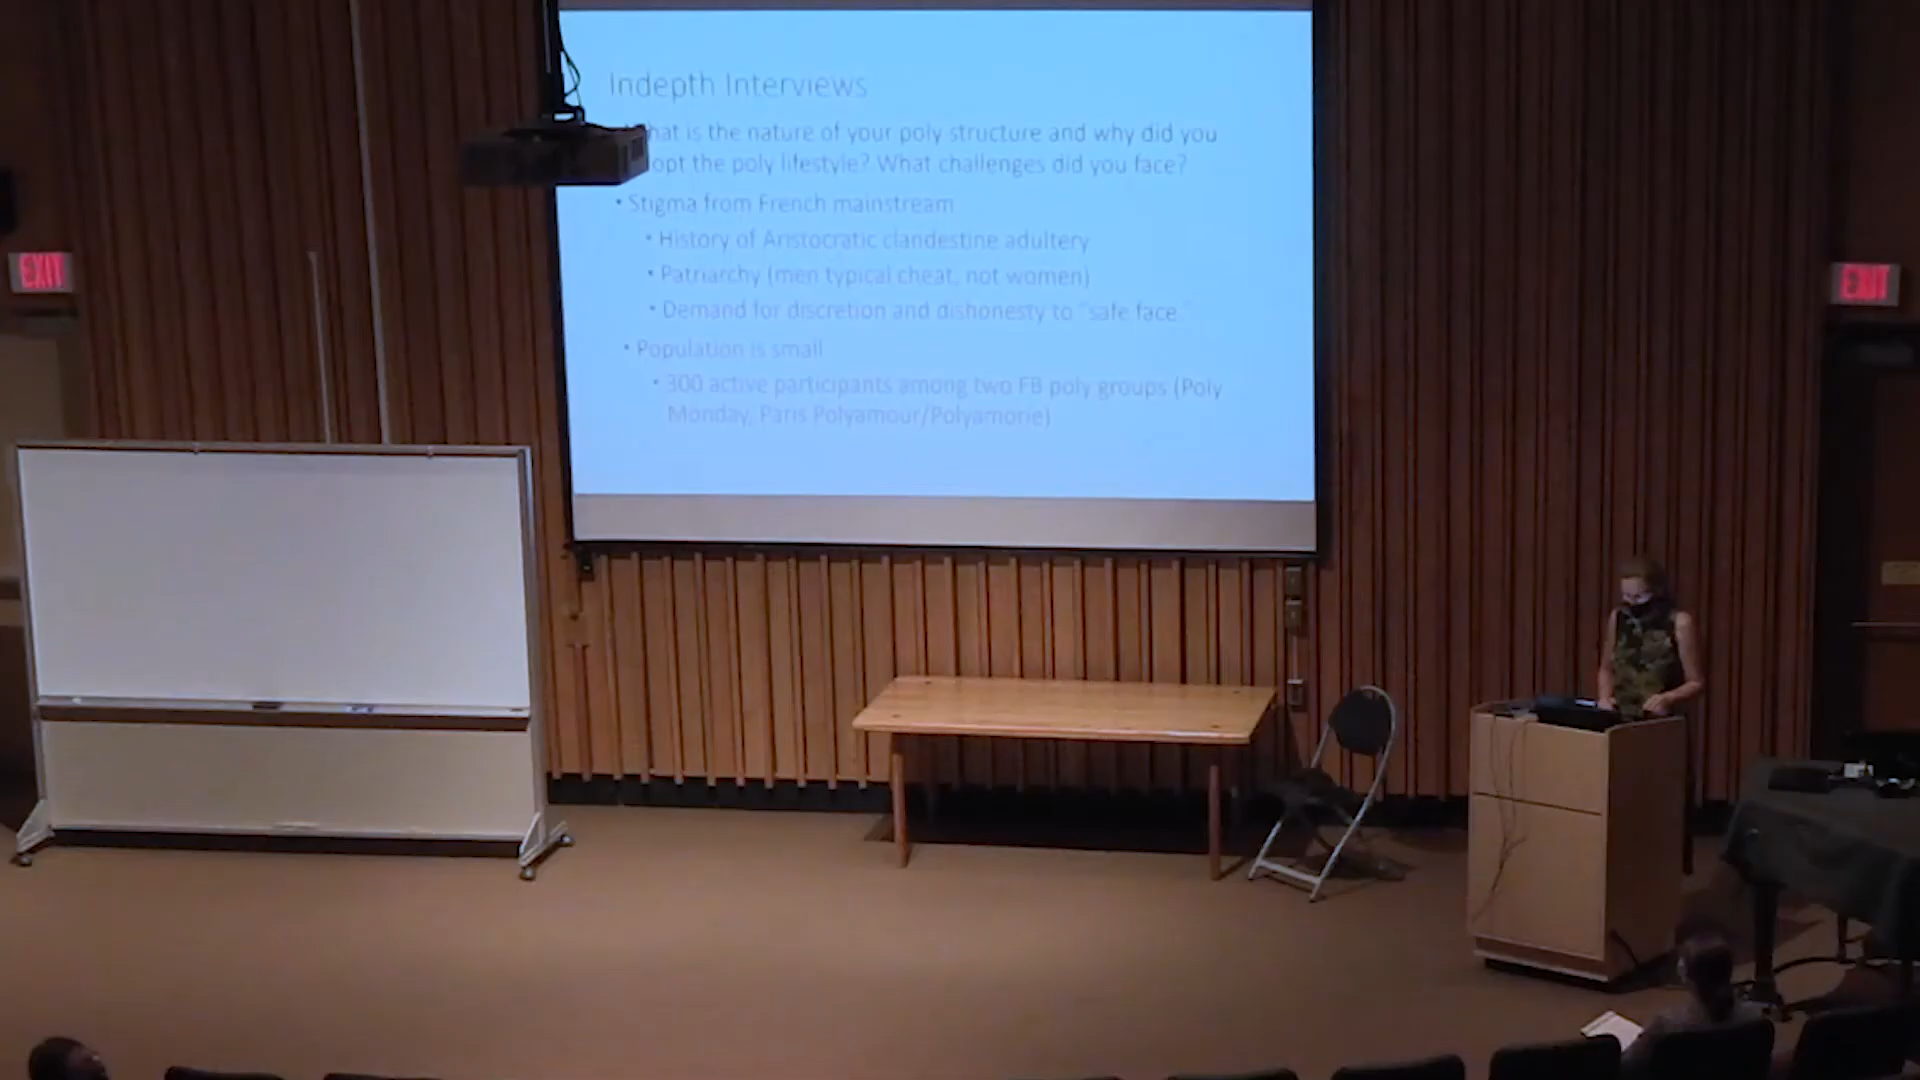 Indepth Interviews
hat is the nature of your poly structure and why did you
opt the poly lifestyle? What challenges did you face?
• Stigma from French mainstream
• History of Aristocratic clandestine adultery
• Patriarchy (men typical cheat, not women)
• Demand for discretion and dishonesty to "safe face."
• Population is small
• 300 active participants among two FB poly groups (Poly
Monday, Paris Polyamour/Polyamorie)
EXIT
EXIT